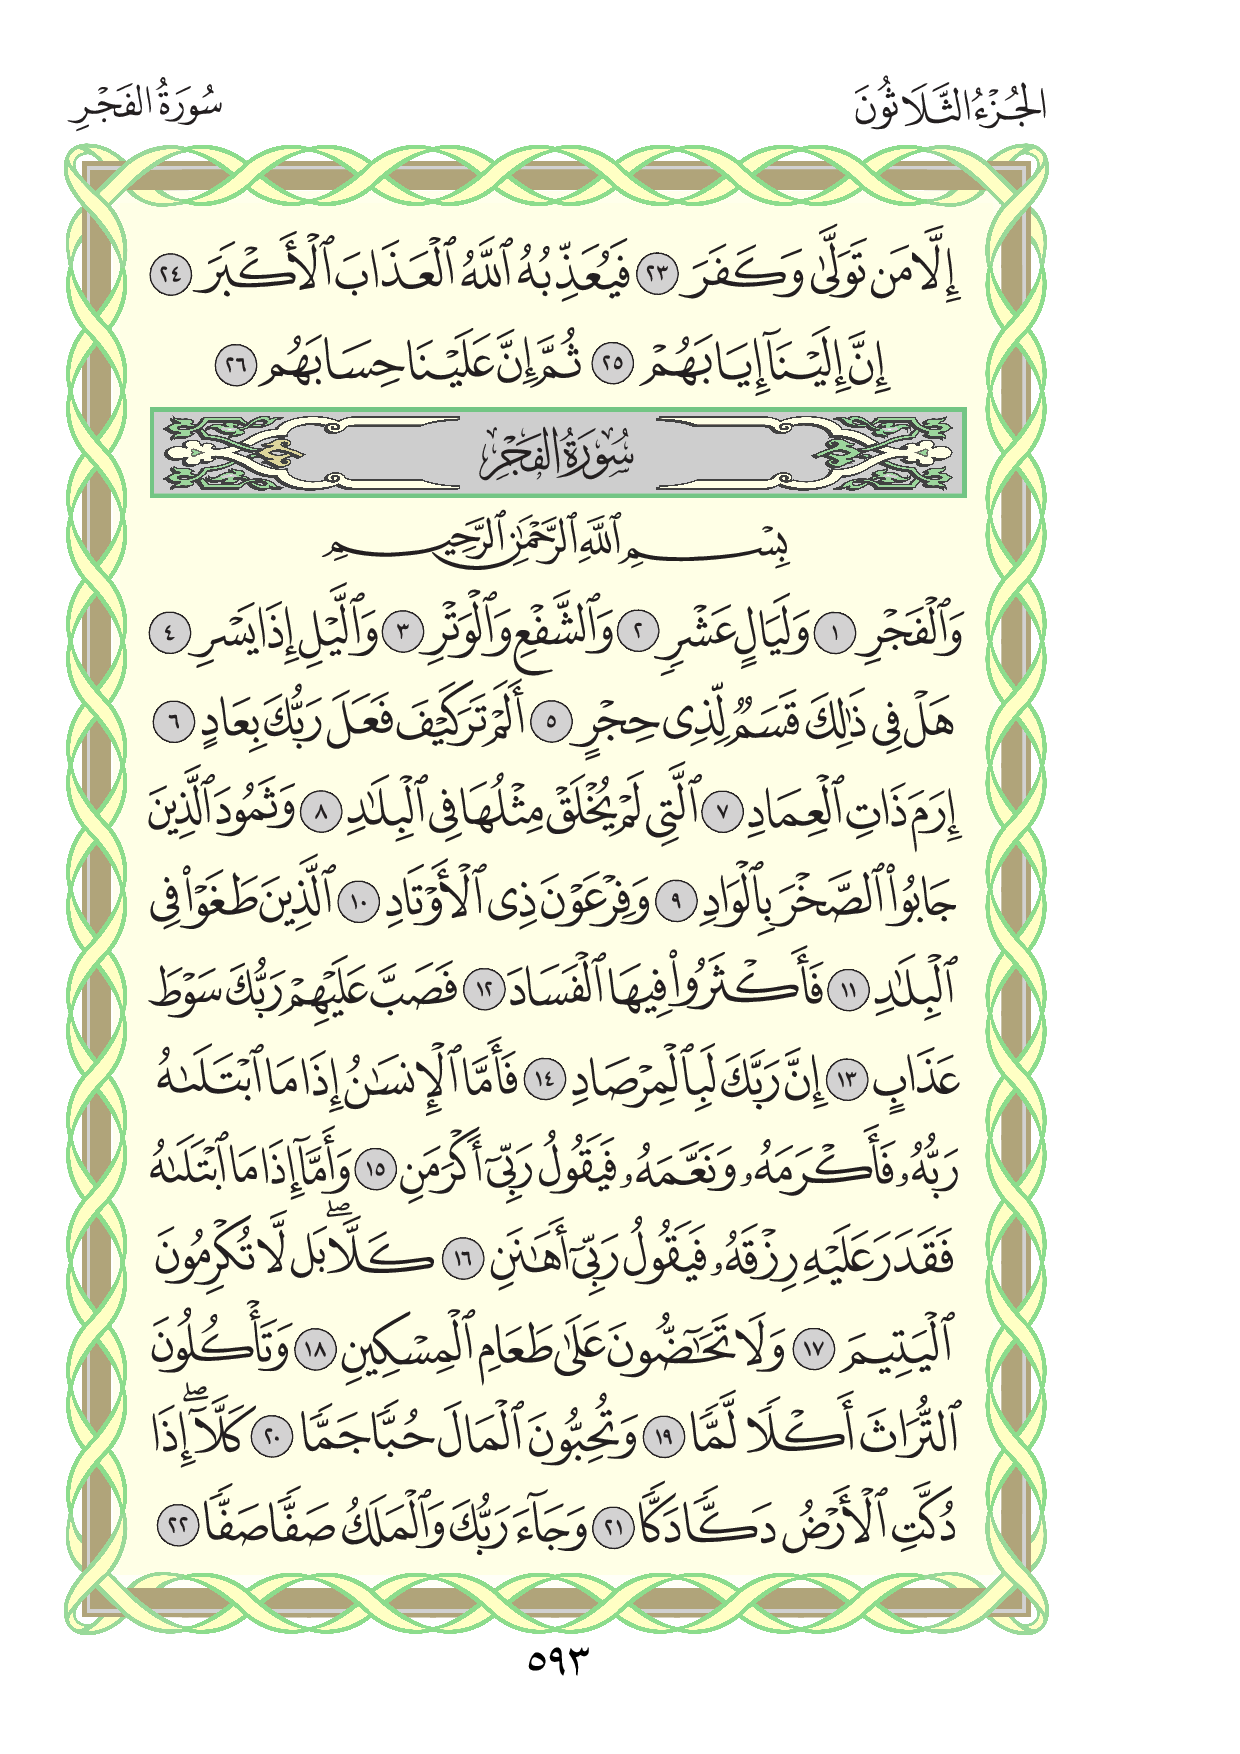 الجُزْءُ الثَّلَاثُونَ
سُورَةُ الفَجْرِ
إِلَّا مَن تَوَلَّىٰ وَكَفَرَ ٢٣ فَيُعَذِّبُهُ ٱللَّهُ ٱلْعَذَابَ ٱلْأَكْبَرَ ٢٤
إِنَّ إِلَيْنَآ إِيَابَهُمْ ٢٥ ثُمَّ إِنَّ عَلَيْنَا حِسَابَهُم ٢٦
سُورَةُ الفَجْرِ
بِسْمِ ٱللَّهِ ٱلرَّحْمَٰنِ ٱلرَّحِيمِ
وَٱلْفَجْرِ ١ وَلَيَالٍ عَشْرٍ ٢ وَٱلشَّفْعِ وَٱلْوَتْرِ ٣ وَٱلَّيْلِ إِذَا يَسْرِ ٤
هَلْ فِى ذَٰلِكَ قَسَمٌ لِّذِى حِجْرٍ ٥ أَلَمْ تَرَ كَيْفَ فَعَلَ رَبُّكَ بِعَادٍ ٦
إِرَمَ ذَاتِ ٱلْعِمَادِ ٧ ٱلَّتِى لَمْ يُخْلَقْ مِثْلُهَا فِى ٱلْبِلَٰدِ ٨ وَثَمُودَ ٱلَّذِينَ
جَابُوا۟ ٱلصَّخْرَ بِٱلْوَادِ ٩ وَفِرْعَوْنَ ذِى ٱلْأَوْتَادِ ١٠ ٱلَّذِينَ طَغَوْا۟ فِى
ٱلْبِلَٰدِ ١١ فَأَكْثَرُوا۟ فِيهَا ٱلْفَسَادَ ١٢ فَصَبَّ عَلَيْهِمْ رَبُّكَ سَوْطَ
عَذَابٍ ١٣ إِنَّ رَبَّكَ لَبِٱلْمِرْصَادِ ١٤ فَأَمَّا ٱلْإِنسَٰنُ إِذَا مَا ٱبْتَلَىٰهُ
رَبُّهُۥ فَأَكْرَمَهُۥ وَنَعَّمَهُۥ فَيَقُولُ رَبِّىٓ أَكْرَمَنِ ١٥ وَأَمَّآ إِذَا مَا ٱبْتَلَىٰهُ
فَقَدَرَ عَلَيْهِ رِزْقَهُۥ فَيَقُولُ رَبِّىٓ أَهَٰنَنِ ١٦ كَلَّاۖ بَل لَّا تُكْرِمُونَ
ٱلْيَتِيمَ ١٧ وَلَا تَحَٰٓضُّونَ عَلَىٰ طَعَامِ ٱلْمِسْكِينِ ١٨ وَتَأْكُلُونَ
ٱلتُّرَاثَ أَكْلًا لَّمًّا ١٩ وَتُحِبُّونَ ٱلْمَالَ حُبًّا جَمًّا ٢٠ كَلَّآۖ إِذَا
دُكَّتِ ٱلْأَرْضُ دَكًّا دَكًّا ٢١ وَجَآءَ رَبُّكَ وَٱلْمَلَكُ صَفًّا صَفًّا ٢٢
٥٩٣